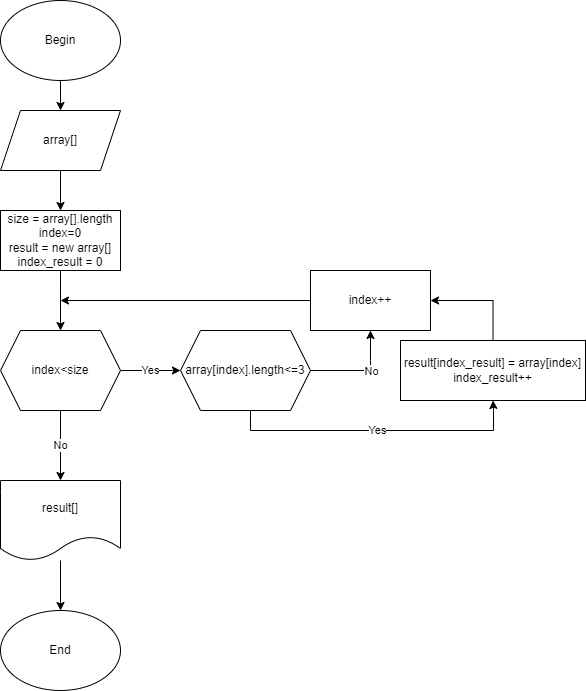 Begin
array[]
size = array[].length
index=0
result = new array[]
index_result = 0
index++
index<size
Yes
array[index].length<=3
No
result[index_result] = array[index]
index_result++
Yes
No
result[]
End